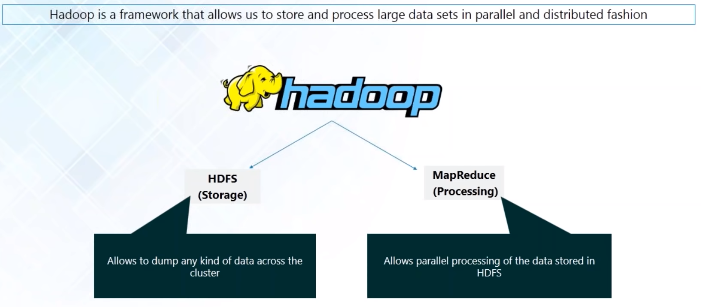 Hadoop is a framework that allows us to store and process large data sets in parallel and distributed fashion
hadoop
HDFS
(Storage)
MapReduce
(Processing)
Allows to dump any kind of data across the
cluster
Allows parallel processing of the data stored in
HDFS